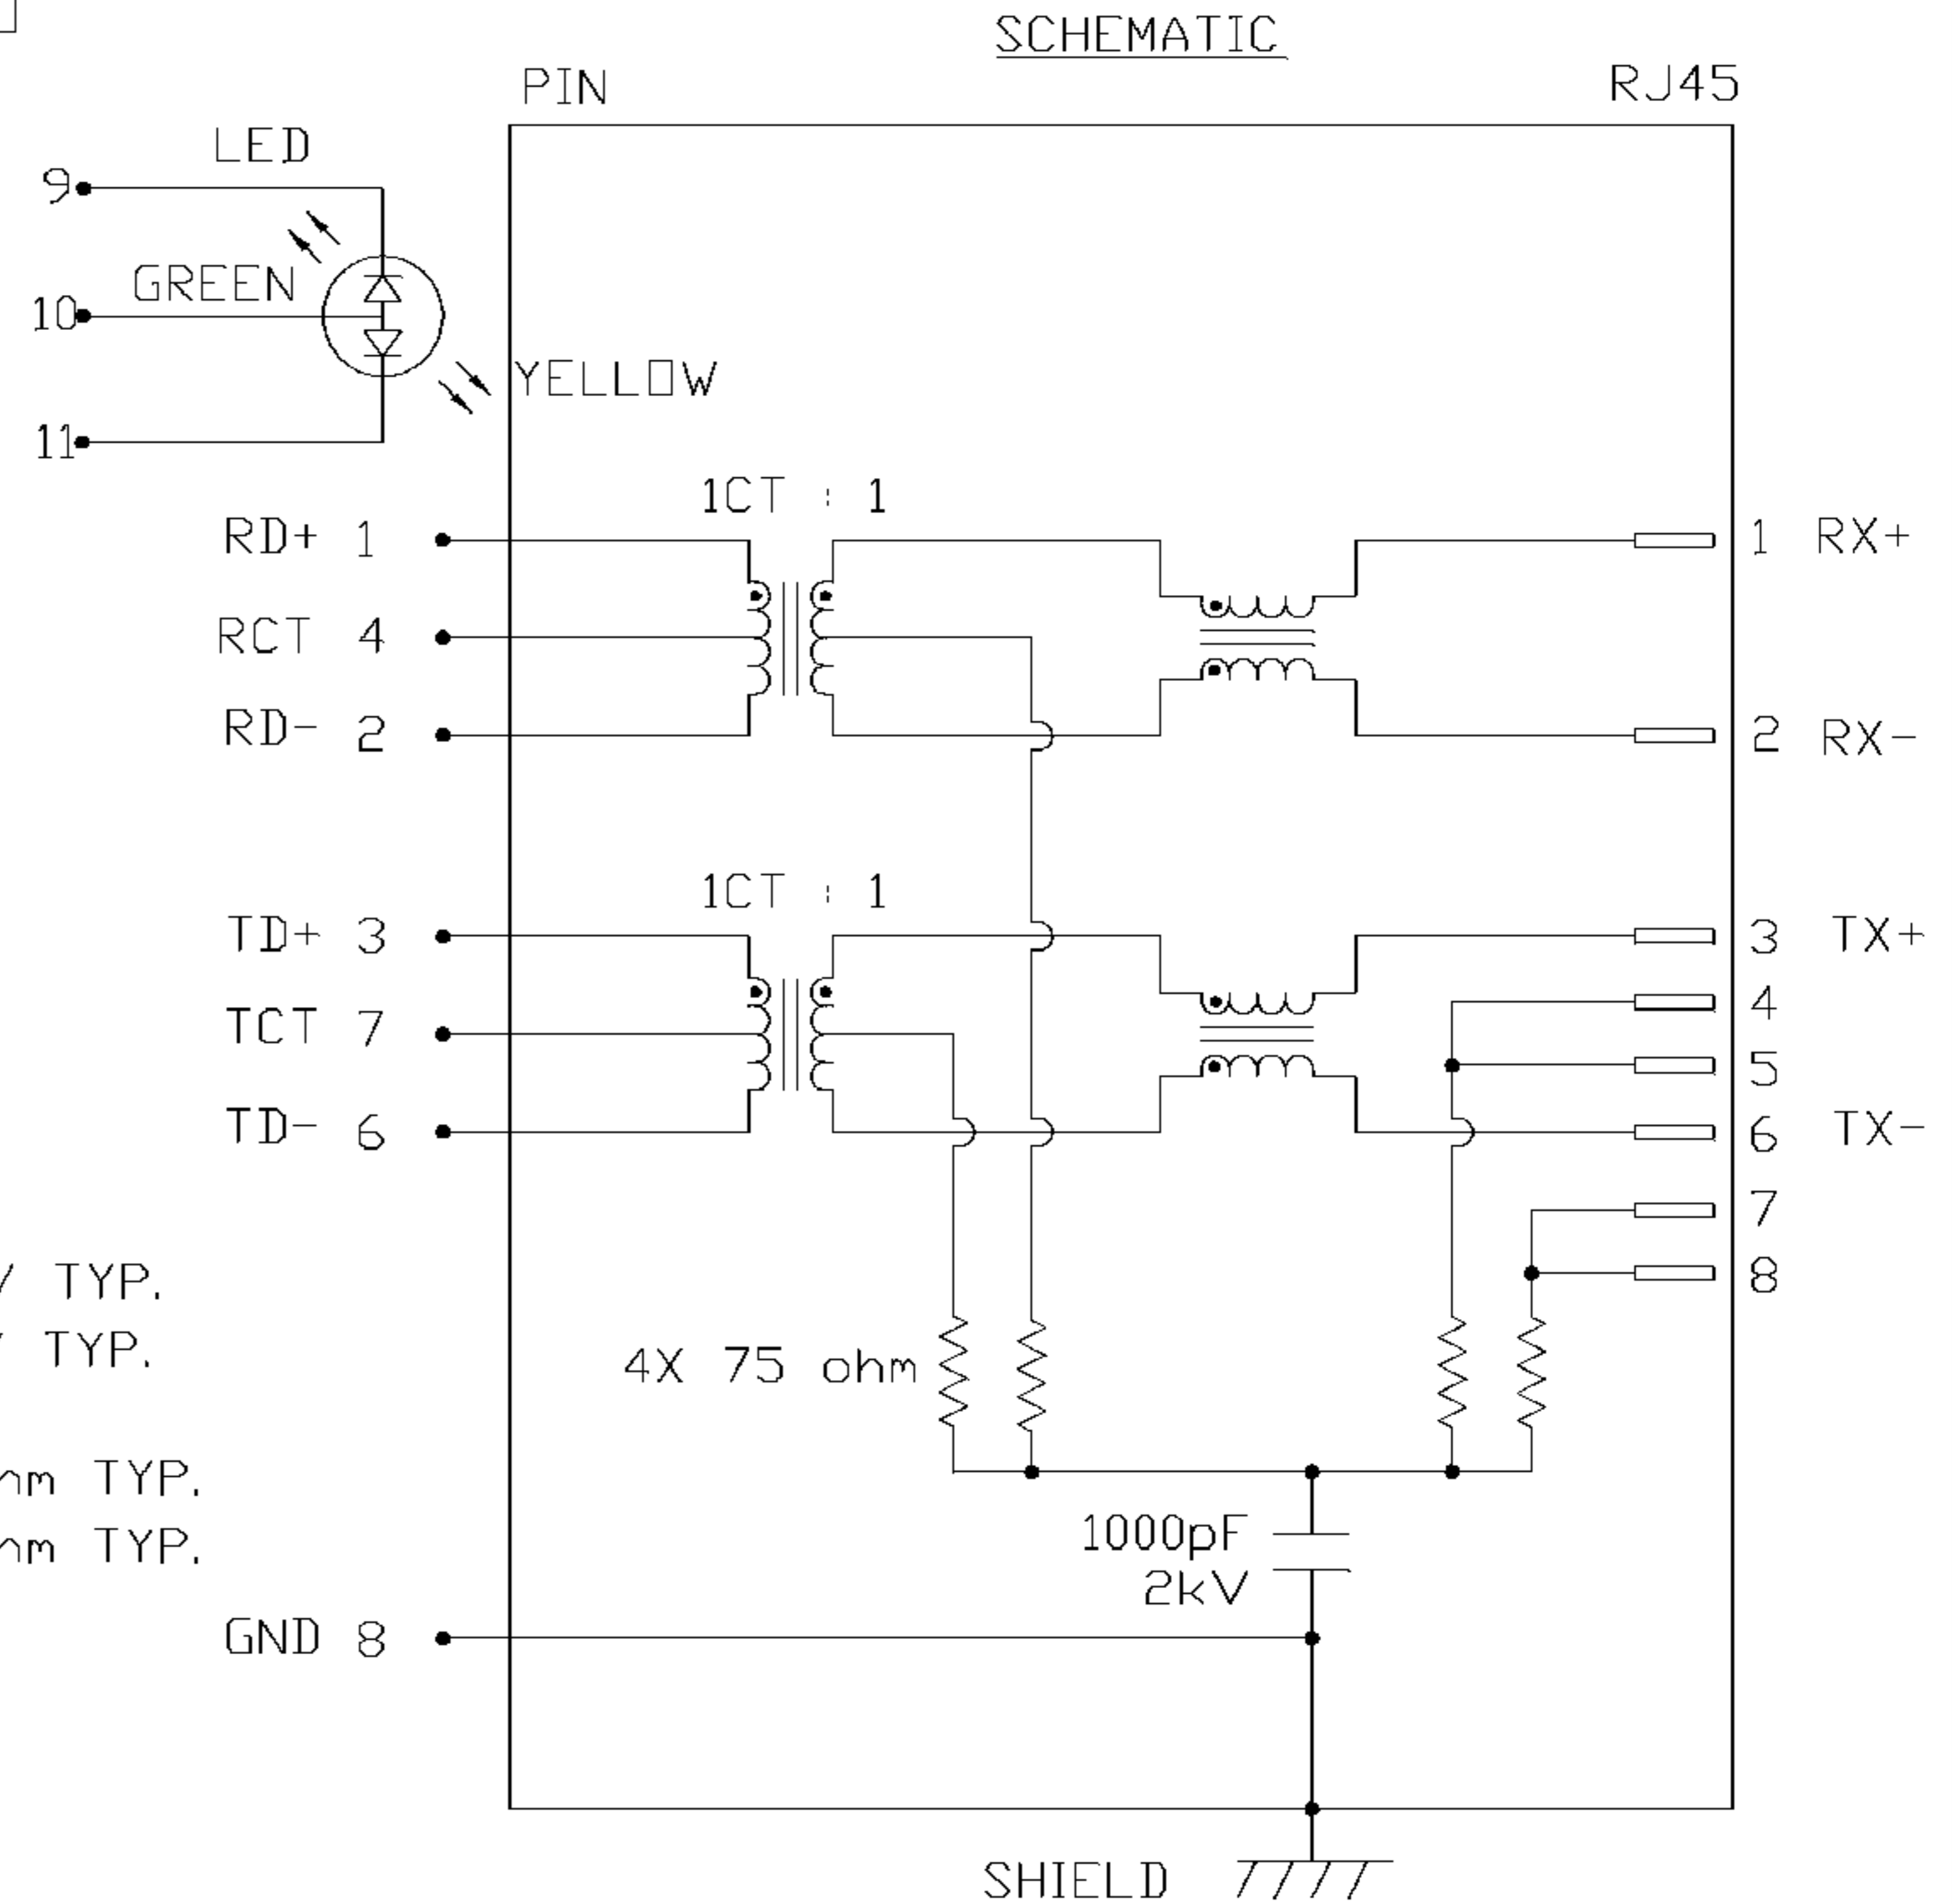 SCHEMATIC
PIN
RJ45
LED
9
GREEN
10
YELLOW
11
1CT : 1
RD+ 1
1 RX+
RCT 4
RD- 2
2 RX-
1CT : 1
TD+ 3
3 TX+
4
TCT 7
5
TD- 6
6 TX-
7
8
TYP.
TYP.
4X 75 ohm
TYP.
TYP.
1000pF
2kV
GND 8
SHIELD